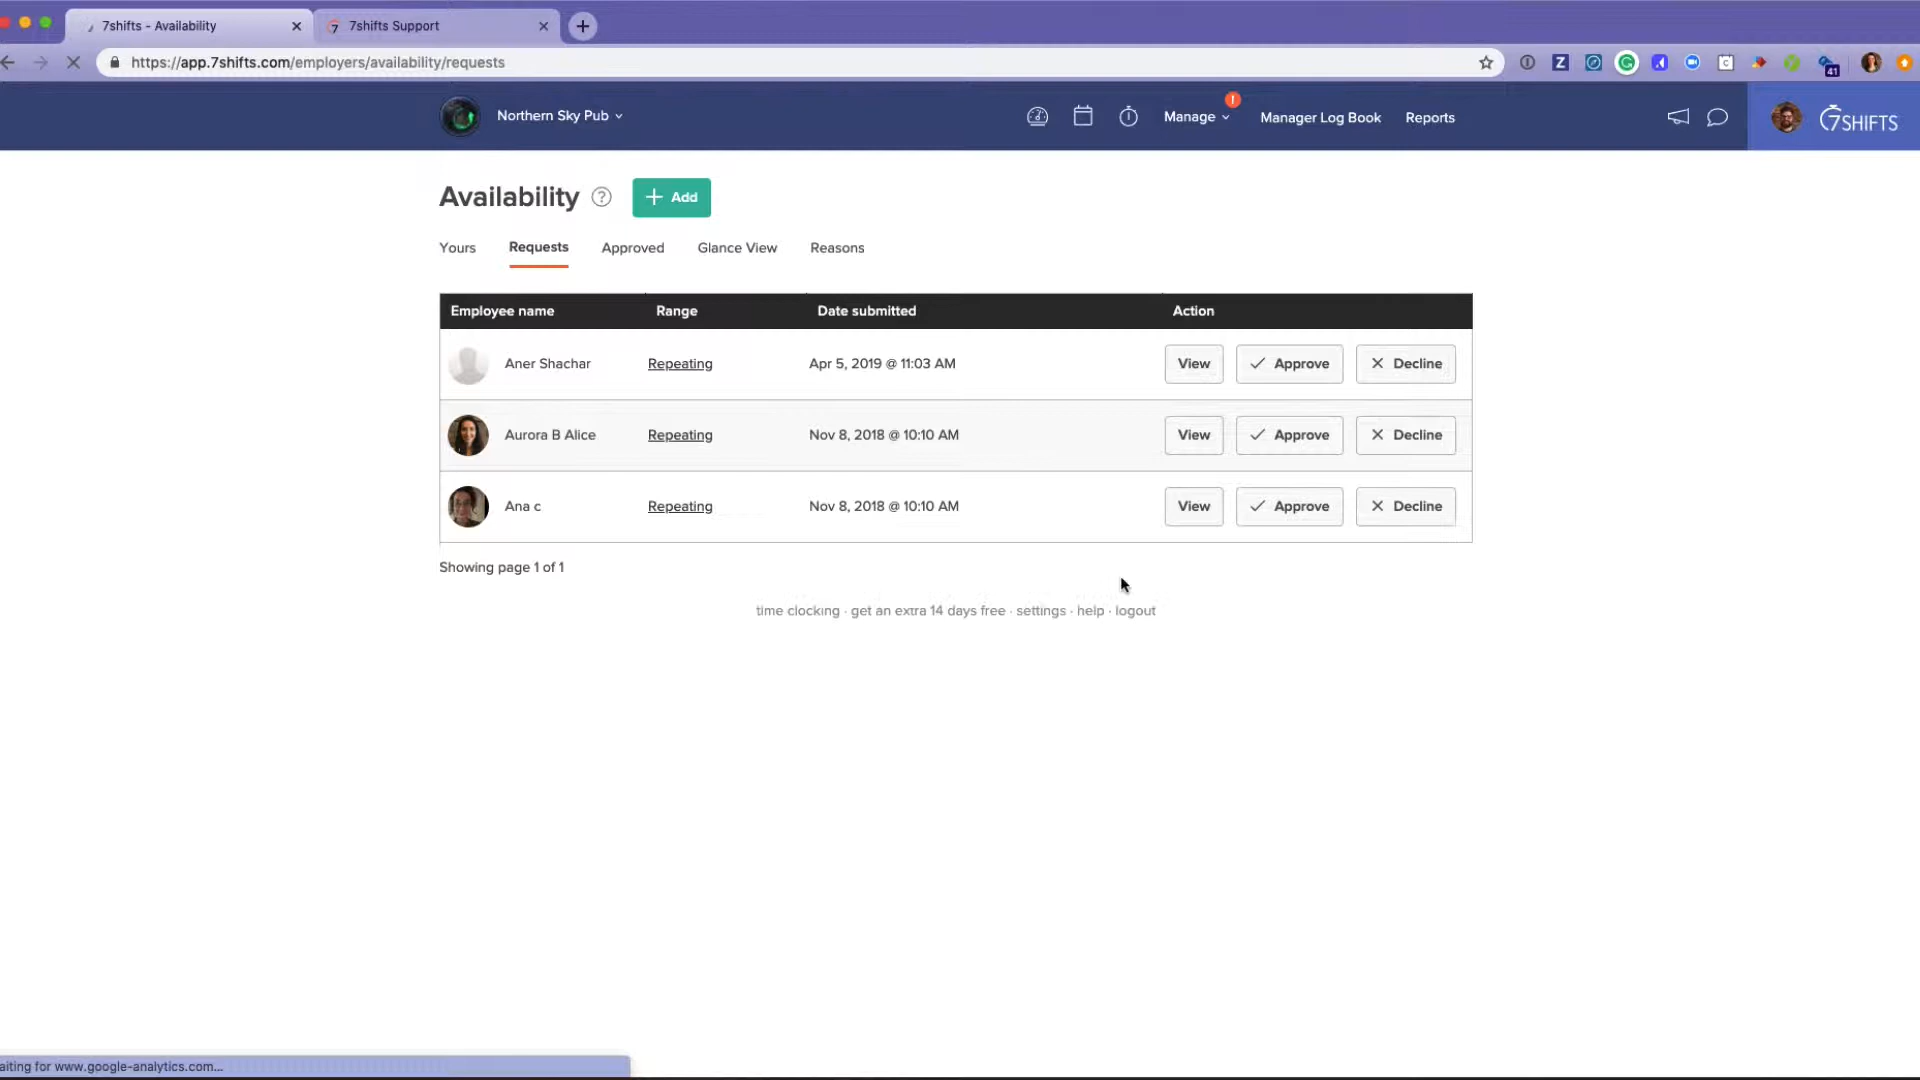 7shifts - Availability
7shifts Support
https://app.7shifts.com/employers/availability/requests
41
Northern Sky Pub
Manage
!
Manager Log Book
Reports
7SHIFTS
Availability ?
+ Add
Yours
Requests
Approved
Glance View
Reasons
Employee name Range Date submitted Action
Aner Shachar Repeating Apr 5, 2019 @ 11:03 AM View Approve Decline
Aurora B Alice Repeating Nov 8, 2018 @ 10:10 AM View Approve Decline
Ana c Repeating Nov 8, 2018 @ 10:10 AM View Approve Decline
Showing page 1 of 1
time clocking · get an extra 14 days free · settings · help · logout
aiting for www.google-analytics.com...